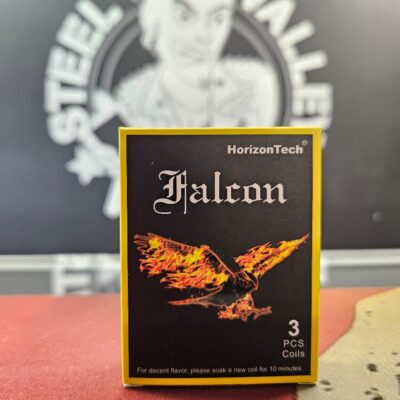 STEEL
HorizonTech®
Falcon
3
PCS
Coils
For decent flavor, please soak a new coil for 10 minutes.